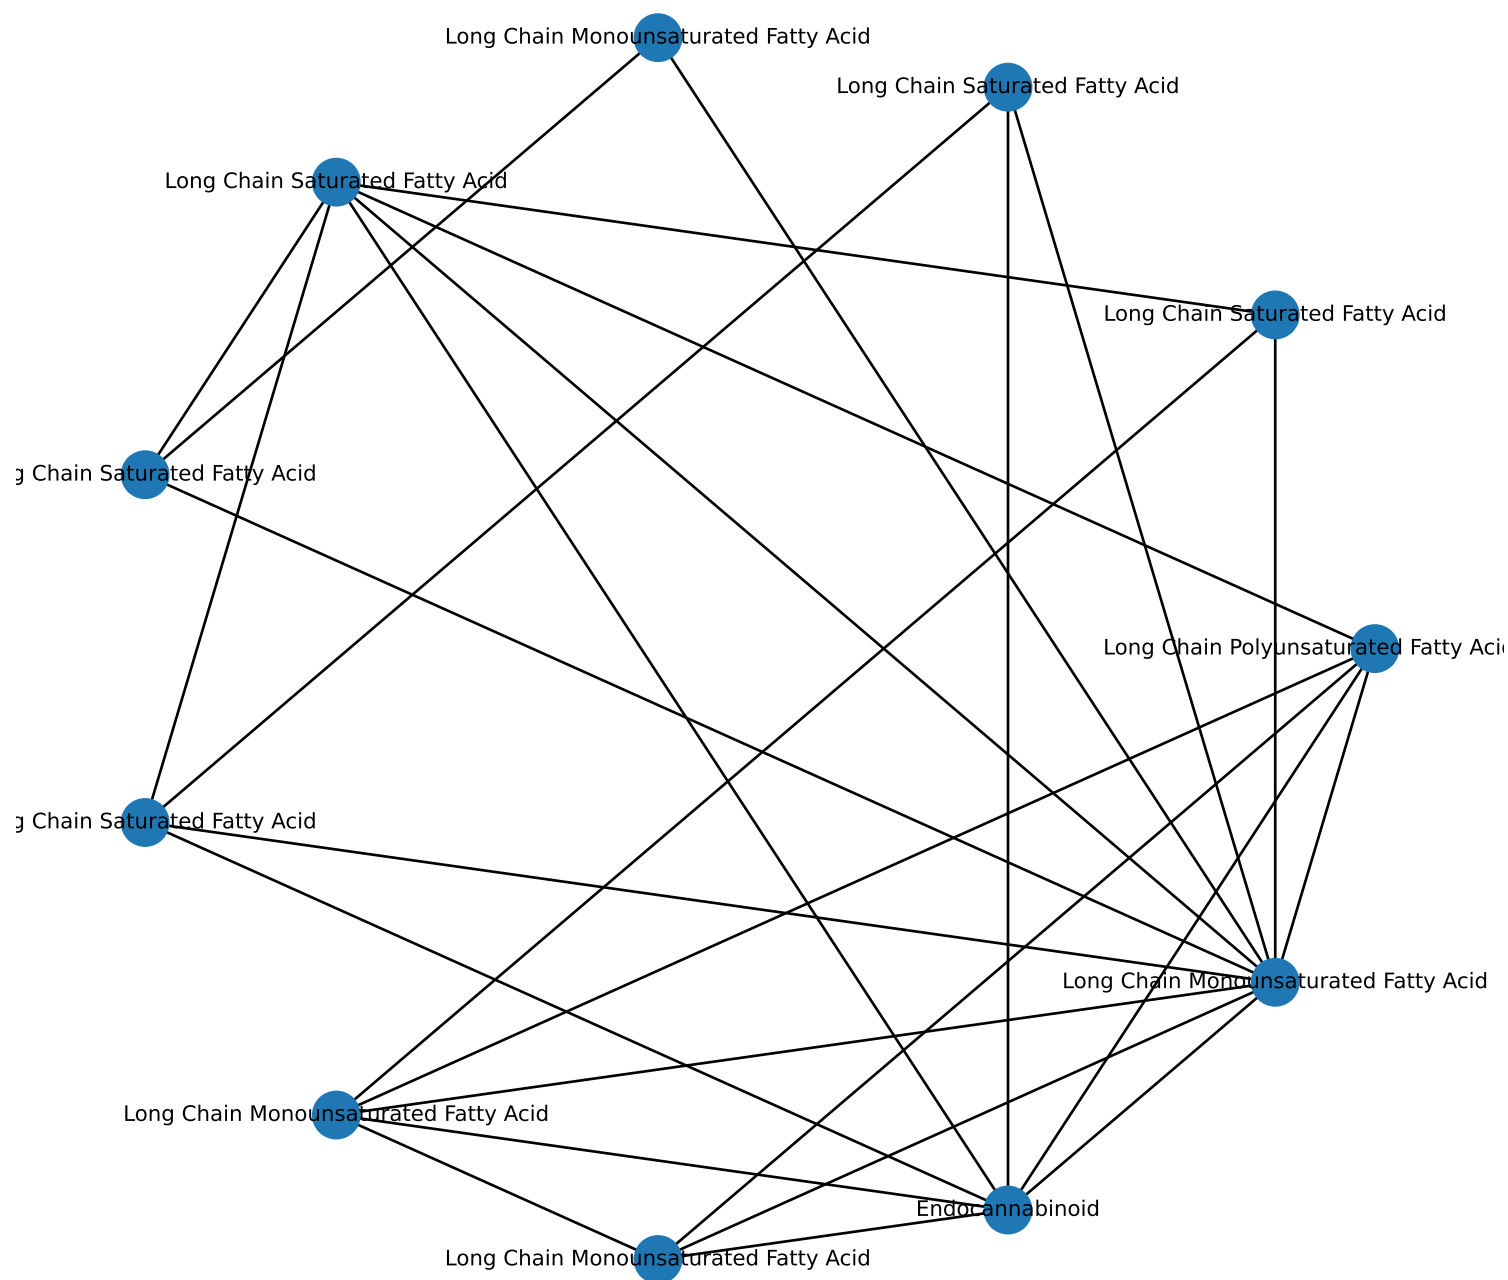 Long Chain Monounsaturated Fatty Acid
Long Chain Saturated Fatty Acid
Long Chain Saturated Fatty Acid
Long Chain Saturated Fatty Acid
g Chain Saturated Fatty Acid
Long Chain Polyunsaturated Fatty Aci
g Chain Saturated Fatty Acid
Long Chain Monounsaturated Fatty Acid
Long Chain Monounsaturated Fatty Acid
Endocannabinoid
Long Chain Monounsaturated Fatty Acid